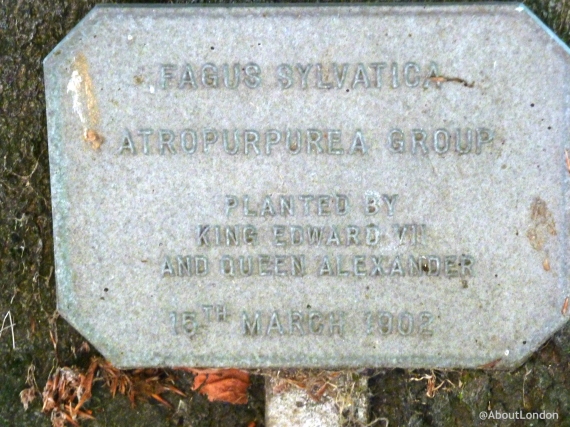 FAGUS SYLVATICA
ATROPURPUREA GROUP
PLANTED BY
KING EDWARD VII
AND QUEEN ALEXANDER
15TH MARCH 1902
A
@AboutLondon